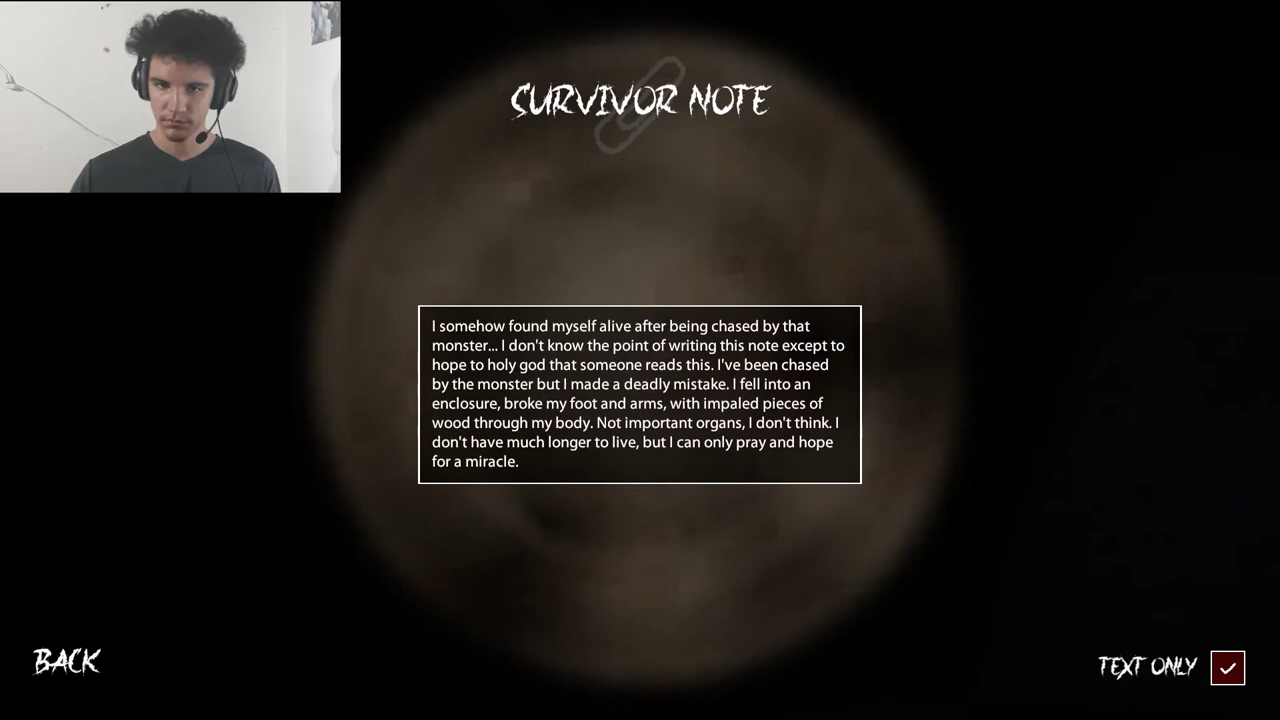 SURVIVOR NOTE
I somehow found myself alive after being chased by that
monster... I don't know the point of writing this note except to
hope to holy god that someone reads this. I've been chased
by the monster but I made a deadly mistake. I fell into an
enclosure, broke my foot and arms, with impaled pieces of
wood through my body. Not important organs, I don't think. I
don't have much longer to live, but I can only pray and hope
for a miracle.
BACK
TEXT ONLY